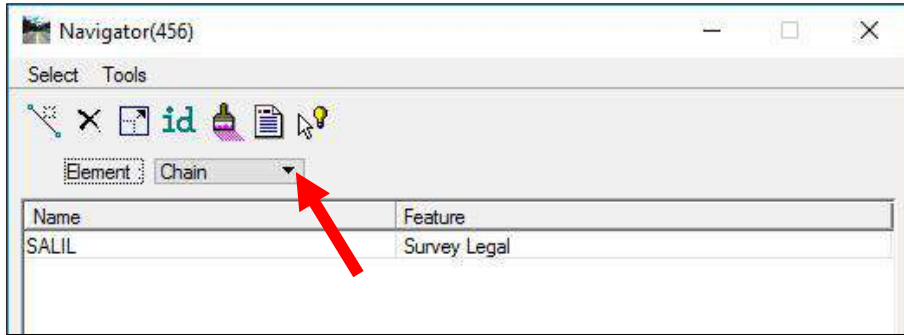 Navigator(456)
Select Tools
id
Element : Chain
Name Feature
SALIL Survey Legal